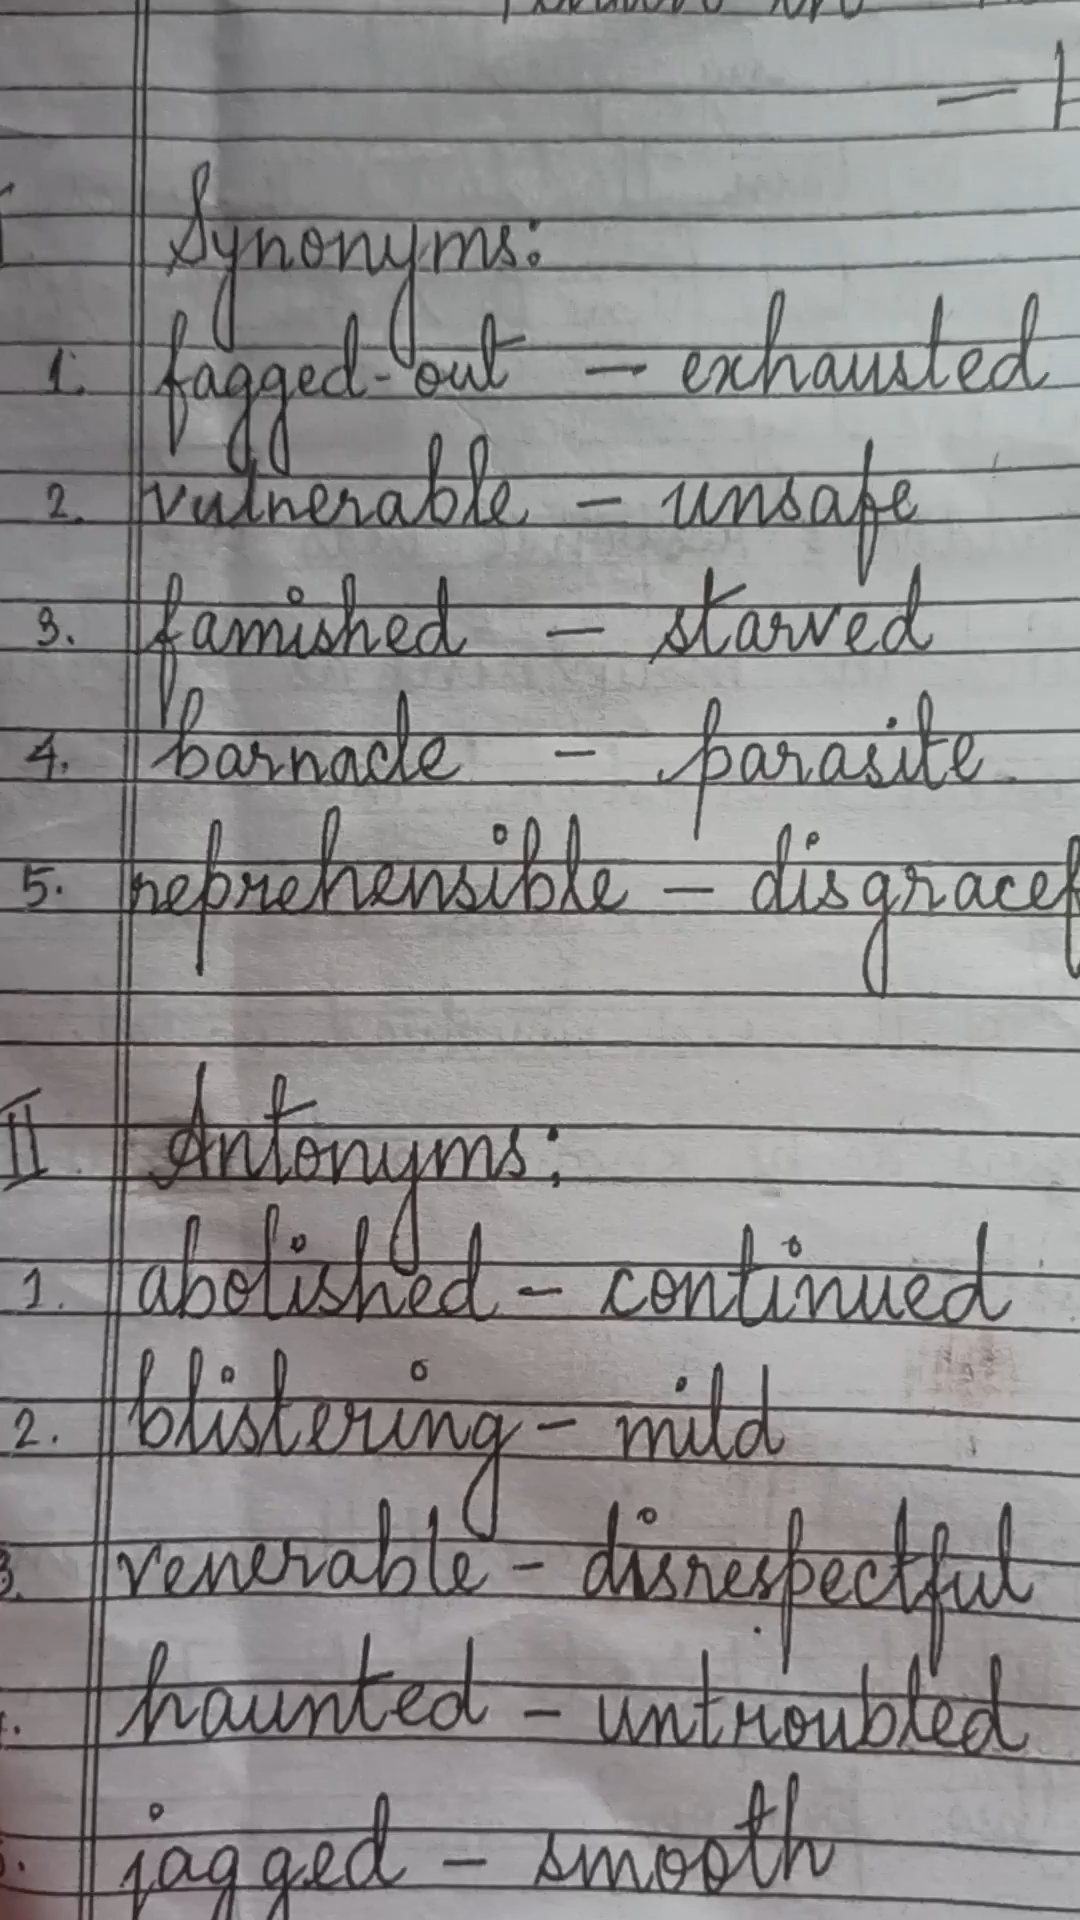 Synonyms:
1. fagged-out — exhausted
2. vulnerable — unsafe
3. famished — starved
4. barnacle — parasite
5. reprehensible — disgracef
II Antonyms:
1. abolished — continued
2. blistering — mild
3. venerable — disrespectful
haunted — untroubled
jagged — smooth